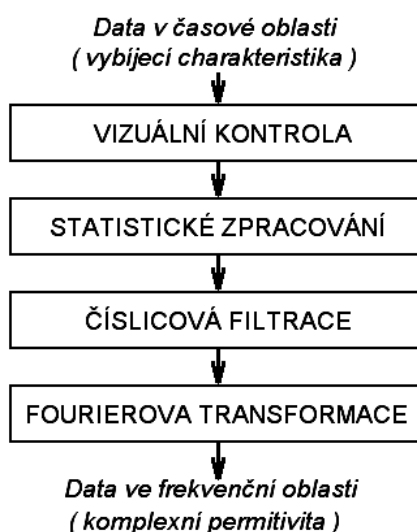 Data v časové oblasti
( vybíjecí charakteristika )
VIZUÁLNÍ KONTROLA
STATISTICKÉ ZPRACOVÁNÍ
ČÍSLICOVÁ FILTRACE
FOURIEROVA TRANSFORMACE
Data ve frekvenční oblasti
( komplexní permitivita )